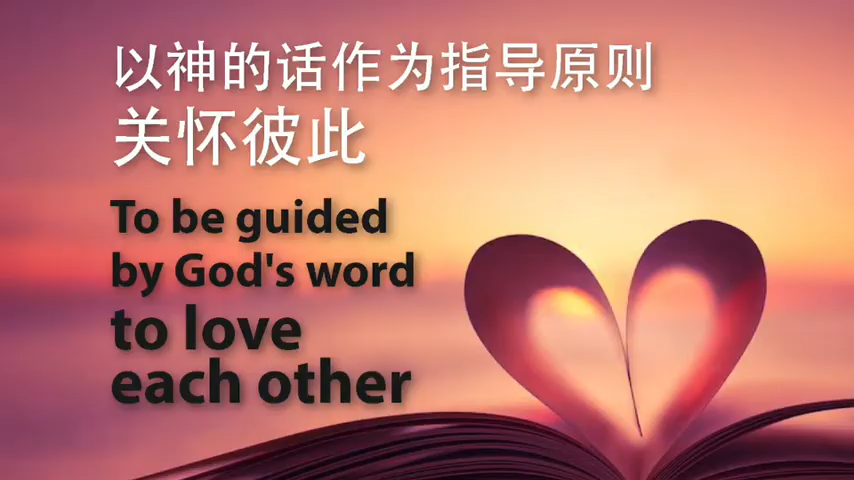 以神的话作为指导原则
关怀彼此
To be guided
by God's word
to love
each other